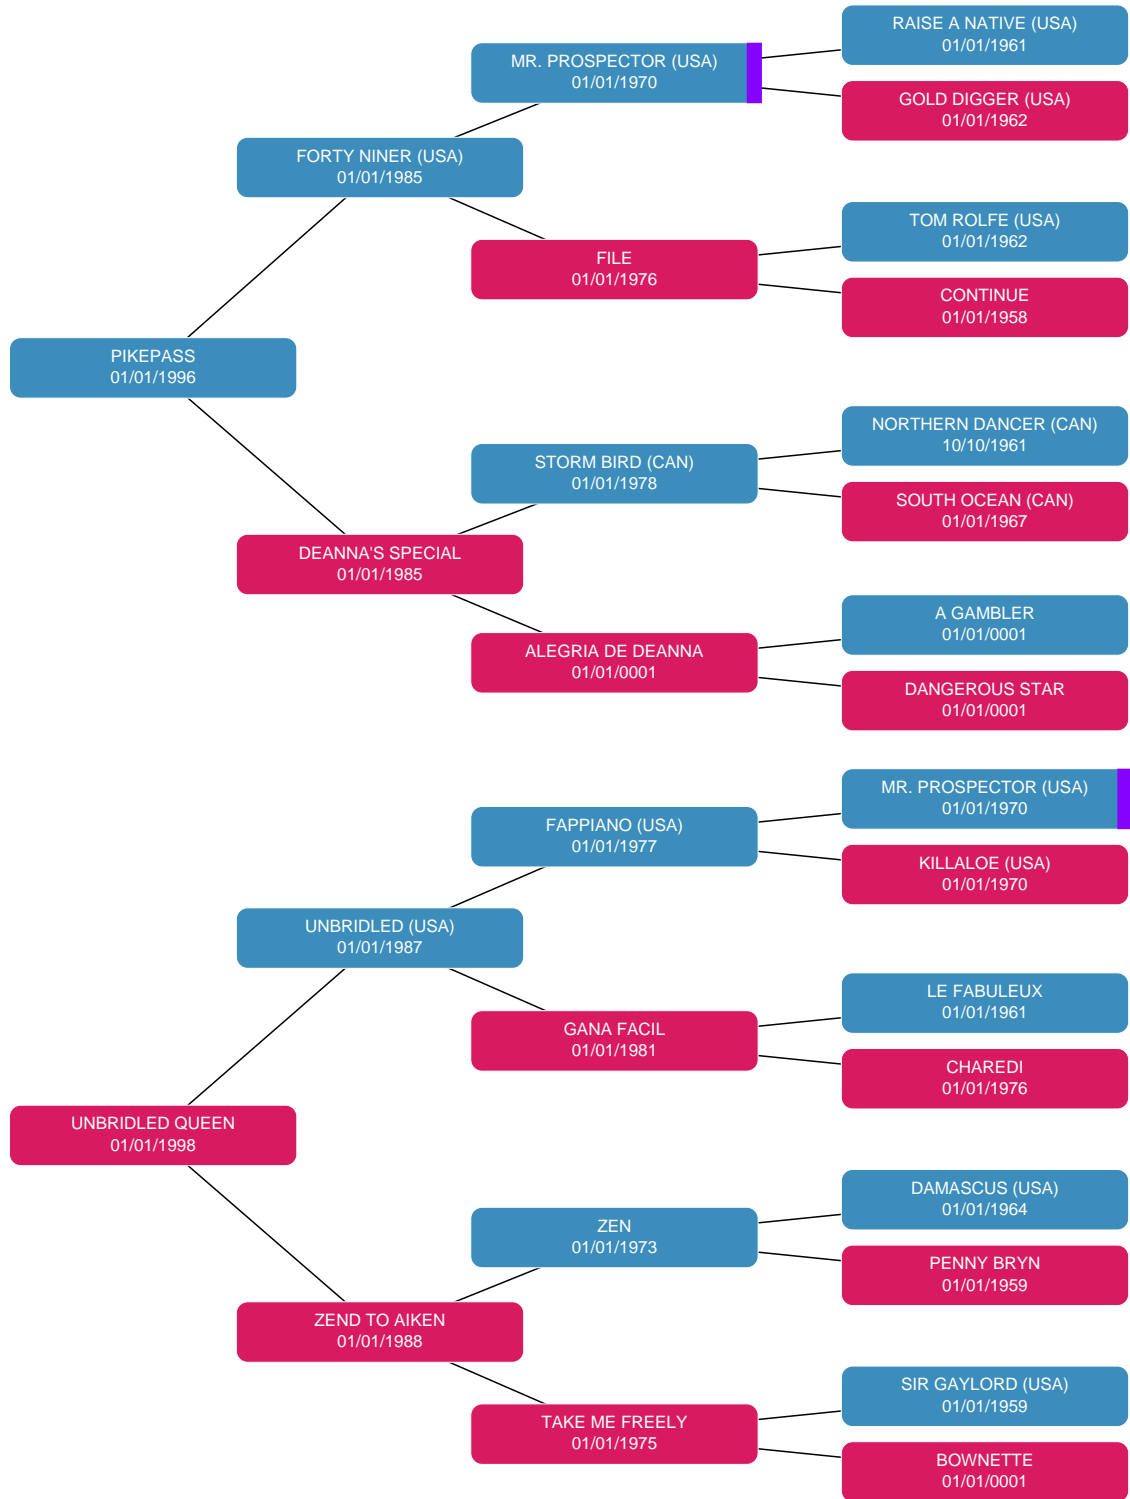 RAISE A NATIVE (USA)
01/01/1961
MR. PROSPECTOR (USA)
01/01/1970
GOLD DIGGER (USA)
01/01/1962
FORTY NINER (USA)
01/01/1985
TOM ROLFE (USA)
01/01/1962
FILE
01/01/1976
CONTINUE
01/01/1958
PIKEPASS
01/01/1996
NORTHERN DANCER (CAN)
10/10/1961
STORM BIRD (CAN)
01/01/1978
SOUTH OCEAN (CAN)
01/01/1967
DEANNA'S SPECIAL
01/01/1985
A GAMBLER
01/01/0001
ALEGRIA DE DEANNA
01/01/0001
DANGEROUS STAR
01/01/0001
MR. PROSPECTOR (USA)
01/01/1970
FAPPIANO (USA)
01/01/1977
KILLALOE (USA)
01/01/1970
UNBRIDLED (USA)
01/01/1987
LE FABULEUX
01/01/1961
GANA FACIL
01/01/1981
CHAREDI
01/01/1976
UNBRIDLED QUEEN
01/01/1998
DAMASCUS (USA)
01/01/1964
ZEN
01/01/1973
PENNY BRYN
01/01/1959
ZEND TO AIKEN
01/01/1988
SIR GAYLORD (USA)
01/01/1959
TAKE ME FREELY
01/01/1975
BOWNETTE
01/01/0001